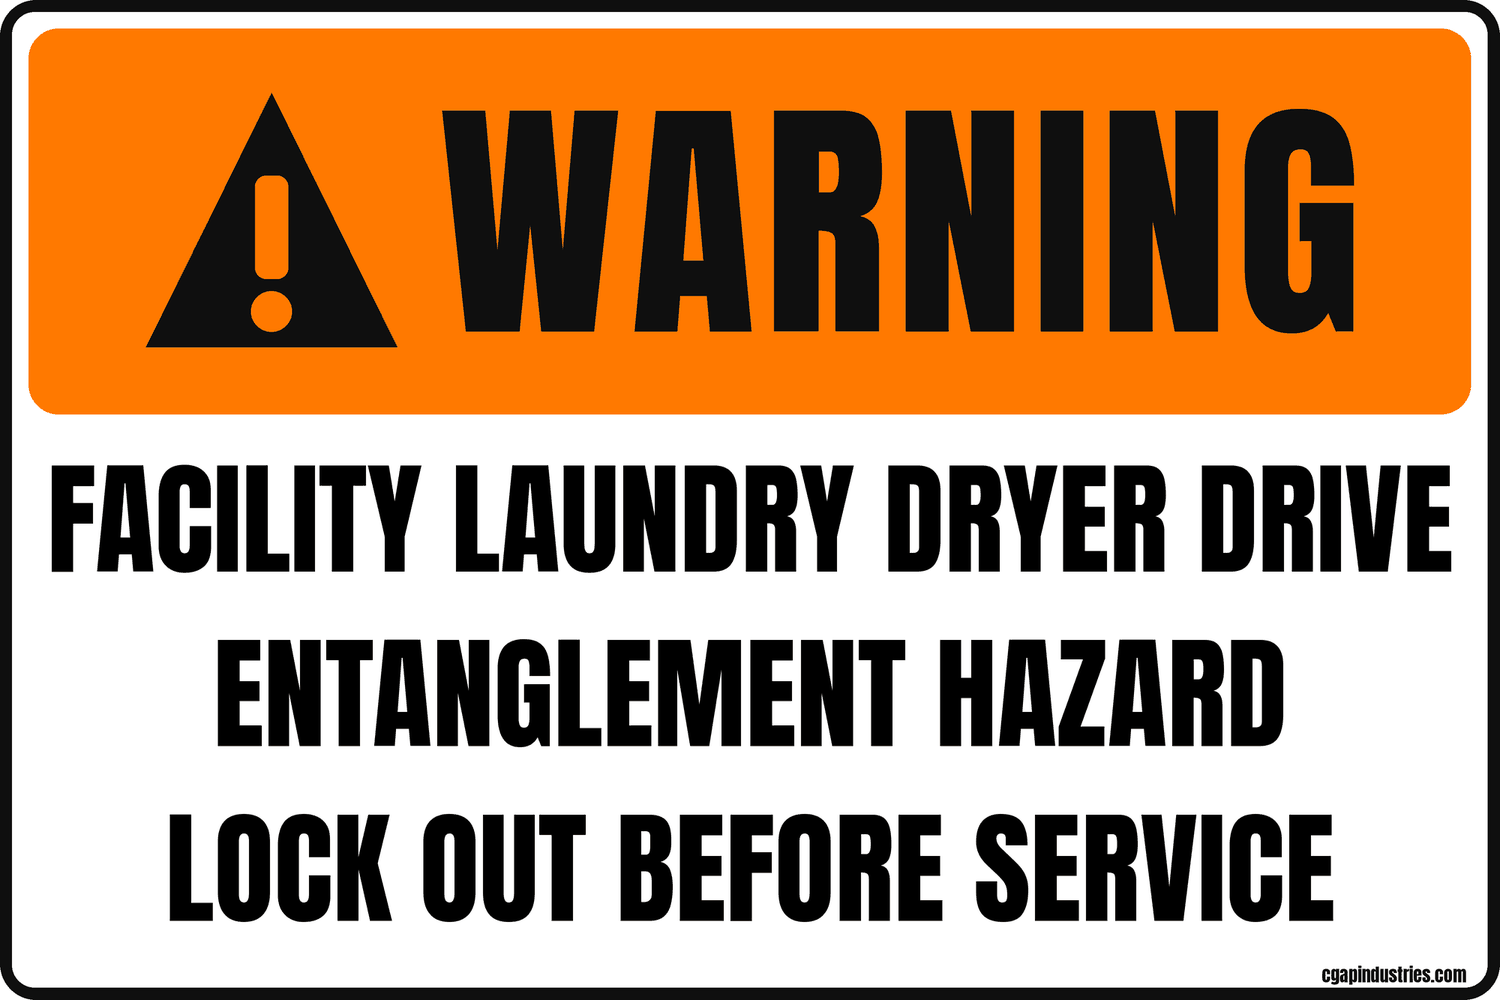 WARNING
FACILITY LAUNDRY DRYER DRIVE
ENTANGLEMENT HAZARD
LOCK OUT BEFORE SERVICE
cgapindustries.com